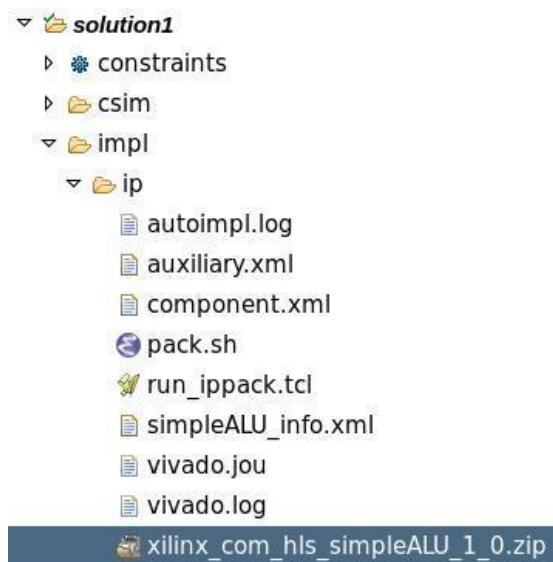 solution1
constraints
csim
impl
ip
autoimpl.log
auxiliary.xml
component.xml
pack.sh
run_ippack.tcl
simpleALU_info.xml
vivado.jou
vivado.log
xilinx_com_hls_simpleALU_1_0.zip